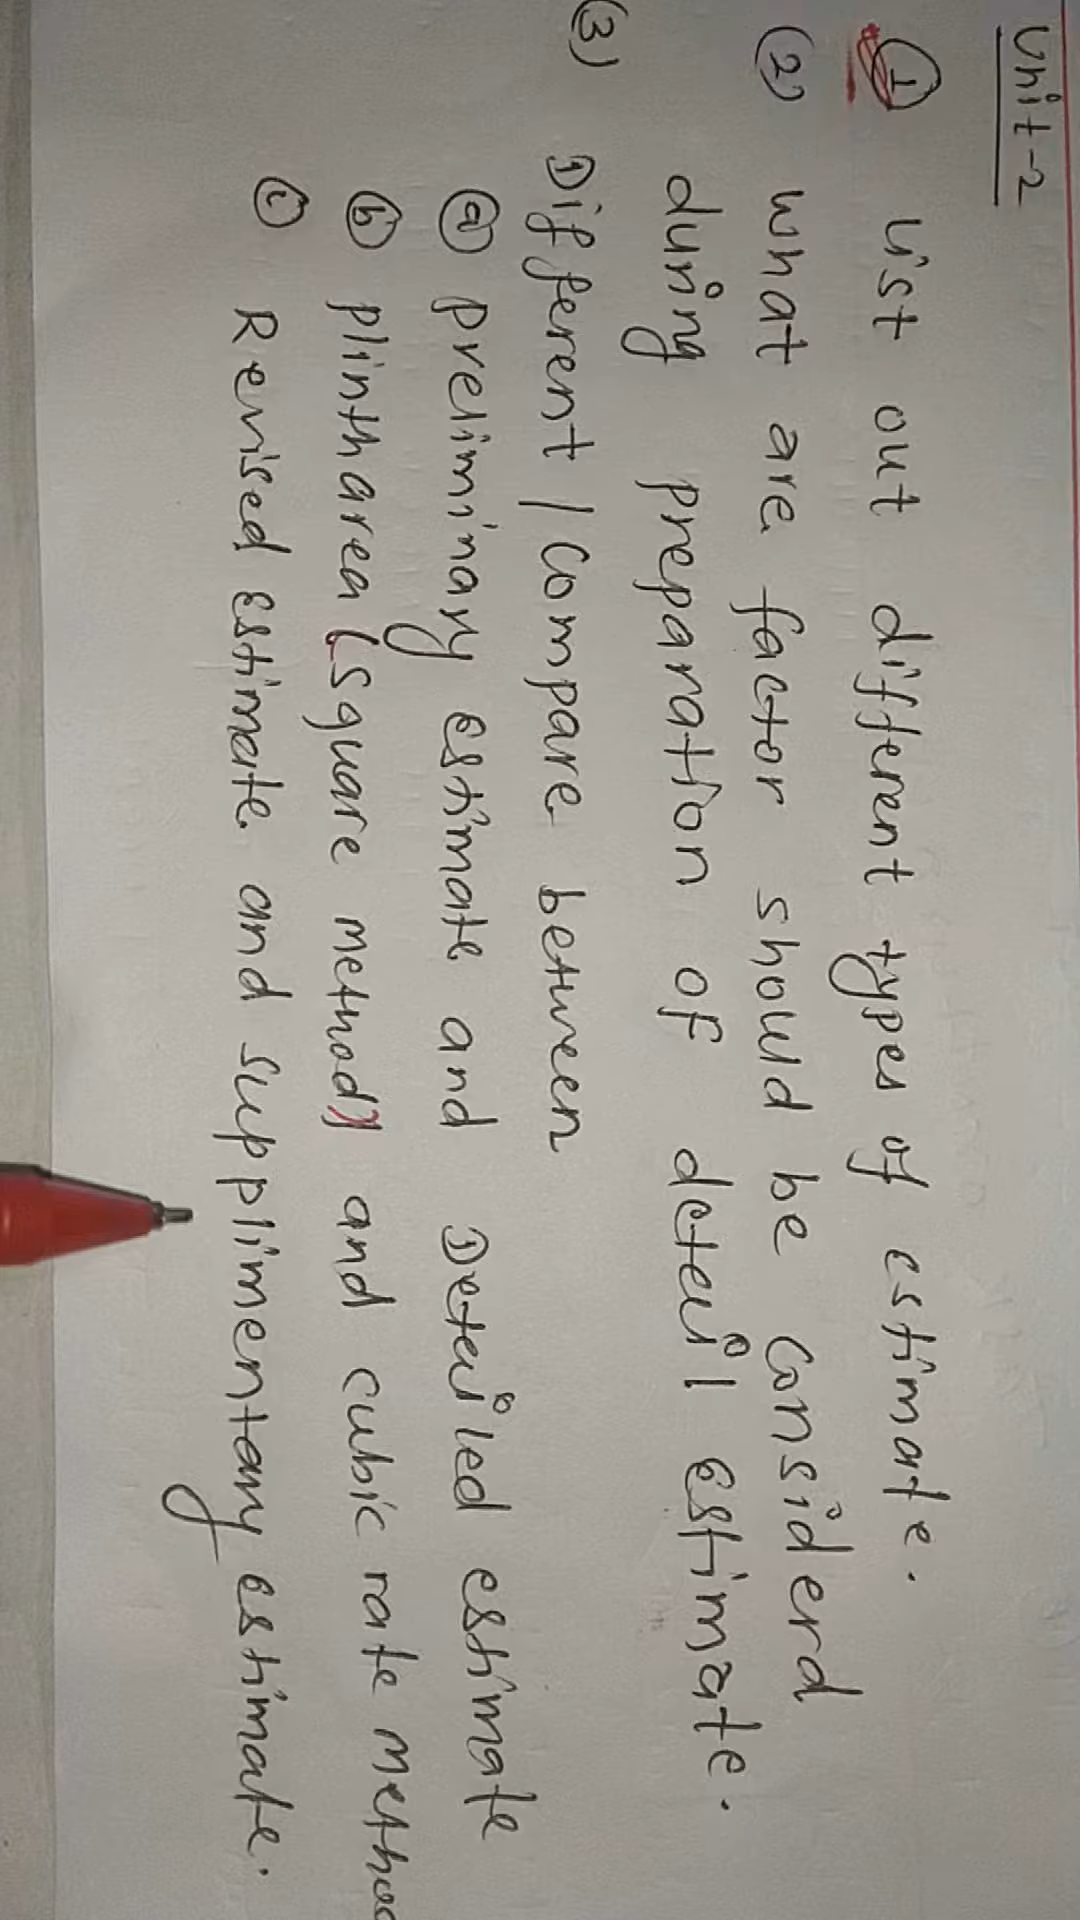 Unit-2
(1) List out different types of estimate.
(2) What are factor should be Considerd
during preparation of detail Estimate.
(3) Different / Compare between
(a) preliminary estimate and Detailed estimate
(b) plinth area (square method) and cubic rate method
(c) Revised estimate and supplimentary estimate.